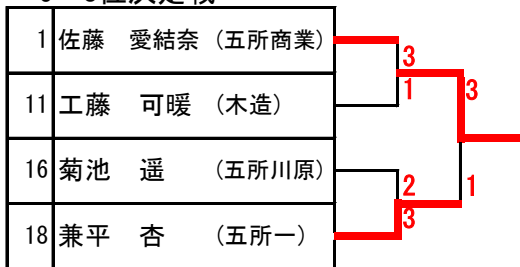 1 佐藤　愛結奈（五所商業）
3
1
11 工藤　可暖（木造）
3
16 菊池　遥（五所川原）
2
3
1
18 兼平　杏（五所一）